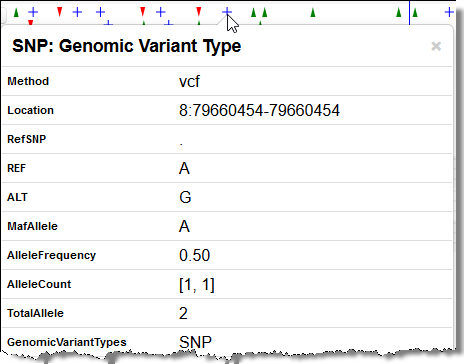 SNP: Genomic Variant Type ×
Method vcf
Location 8:79660454-79660454
RefSNP .
REF A
ALT G
MafAllele A
AlleleFrequency 0.50
AlleleCount [1, 1]
TotalAllele 2
GenomicVariantTypes SNP